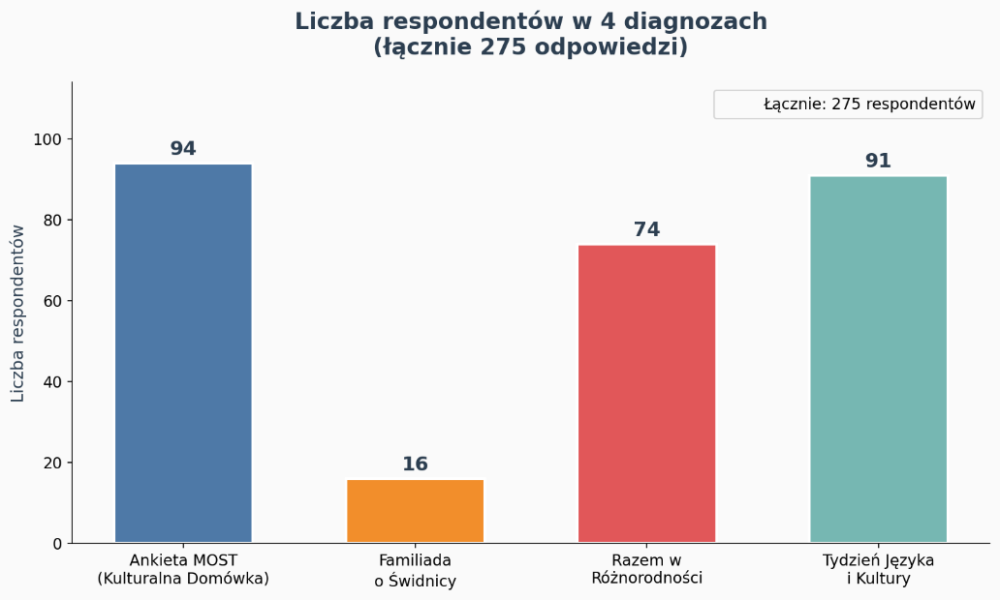 Liczba respondentów w 4 diagnozach
(łącznie 275 odpowiedzi)
Łącznie: 275 respondentów
Liczba respondentów
100
80
60
40
20
0
94
16
74
91
Ankieta MOST
(Kulturalna Domówka)
Familiada
o Świdnicy
Razem w
Różnorodności
Tydzień Języka
i Kultury